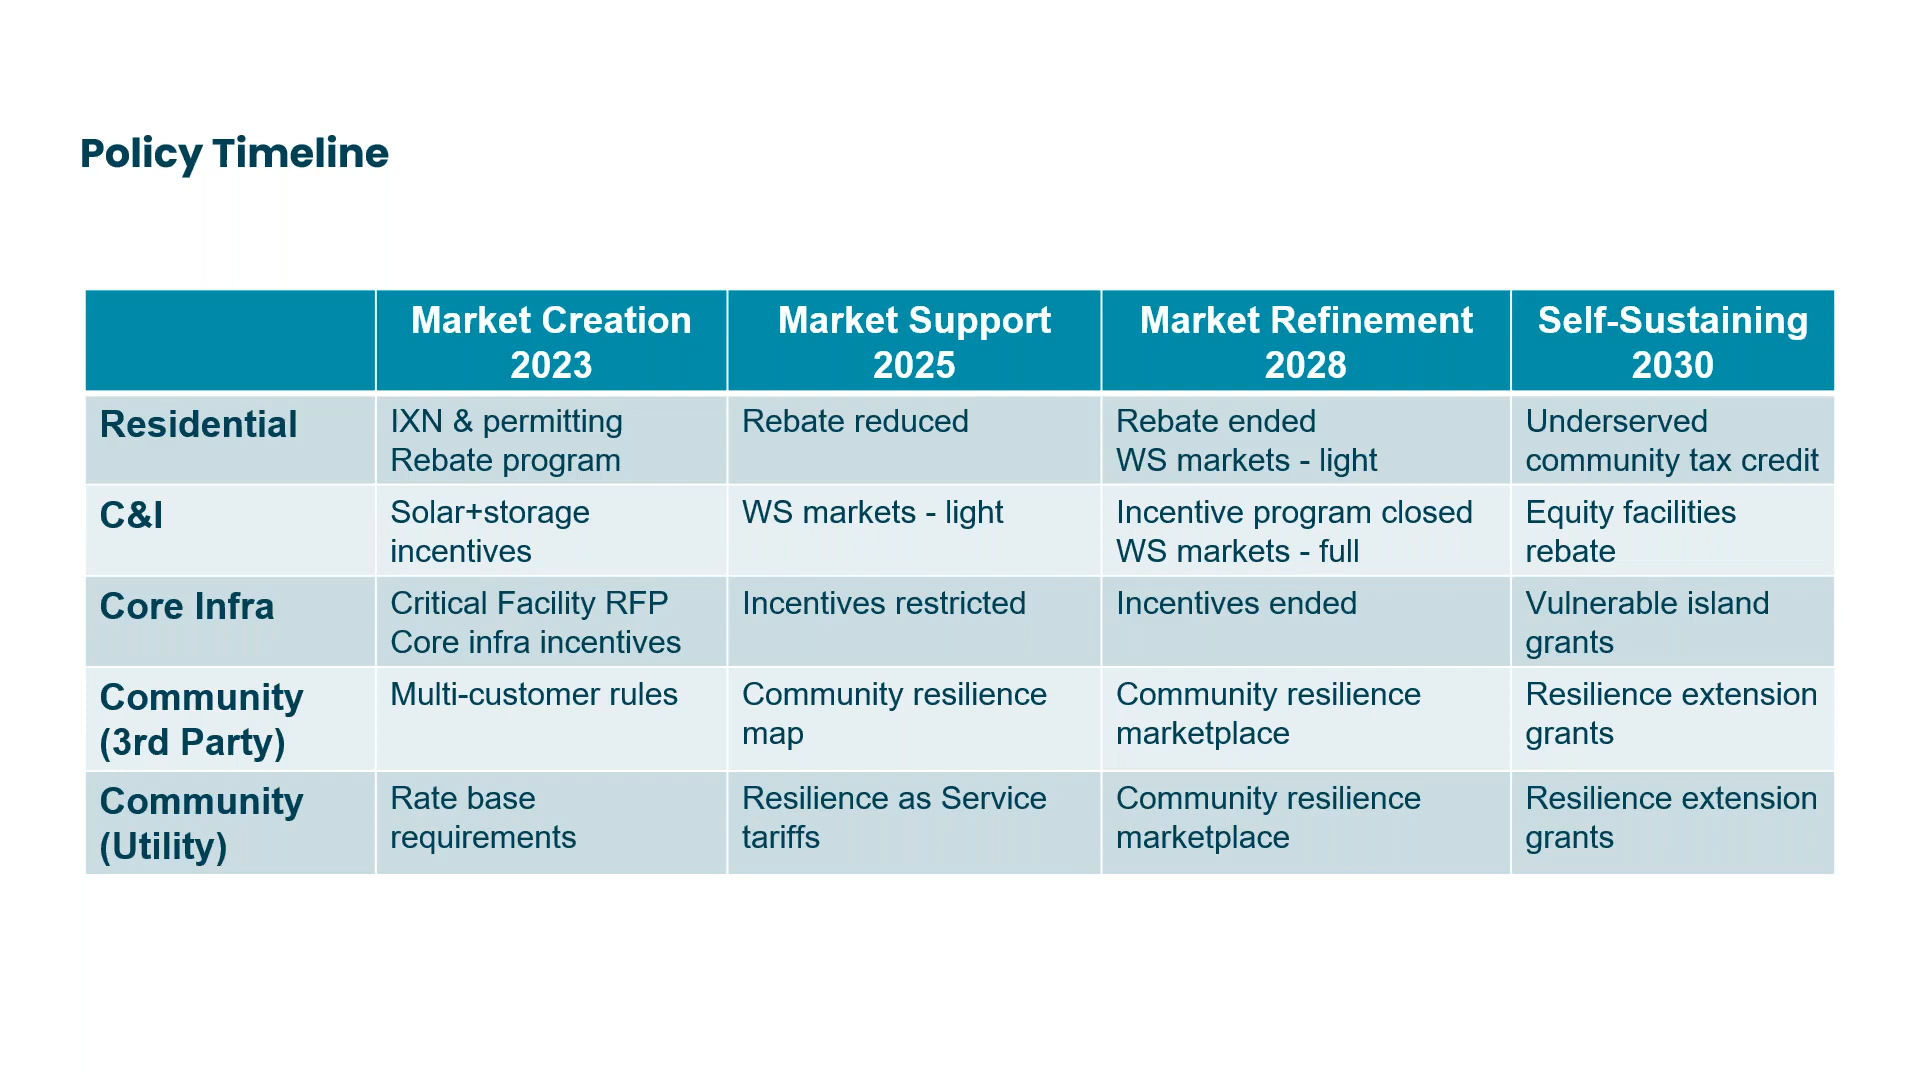 Policy Timeline
Market Creation
2023
Market Support
2025
Market Refinement
2028
Self-Sustaining
2030
Residential
IXN & permitting
Rebate program
Rebate reduced
Rebate ended
WS markets - light
Underserved
community tax credit
C&I
Solar+storage
incentives
WS markets - light
Incentive program closed
WS markets - full
Equity facilities
rebate
Core Infra
Critical Facility RFP
Core infra incentives
Incentives restricted
Incentives ended
Vulnerable island
grants
Community
(3rd Party)
Multi-customer rules
Community resilience
map
Community resilience
marketplace
Resilience extension
grants
Community
(Utility)
Rate base
requirements
Resilience as Service
tariffs
Community resilience
marketplace
Resilience extension
grants